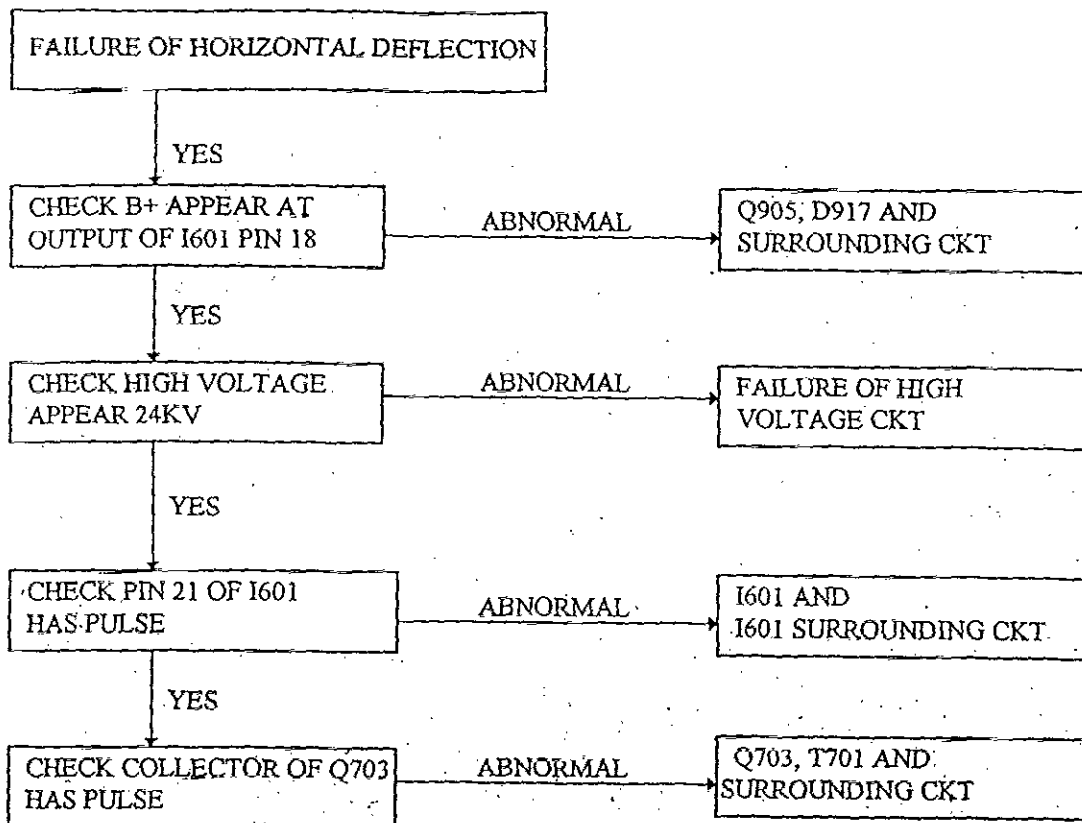 FAILURE OF HORIZONTAL DEFLECTION
YES
CHECK B+ APPEAR AT
OUTPUT OF I601 PIN 18
ABNORMAL
Q905, D917 AND
SURROUNDING CKT
YES
CHECK HIGH VOLTAGE
APPEAR 24KV
ABNORMAL
FAILURE OF HIGH
VOLTAGE CKT
YES
CHECK PIN 21 OF I601
HAS PULSE
ABNORMAL
I601 AND
I601 SURROUNDING CKT
YES
CHECK COLLECTOR OF Q703
HAS PULSE
ABNORMAL
Q703, T701 AND
SURROUNDING CKT